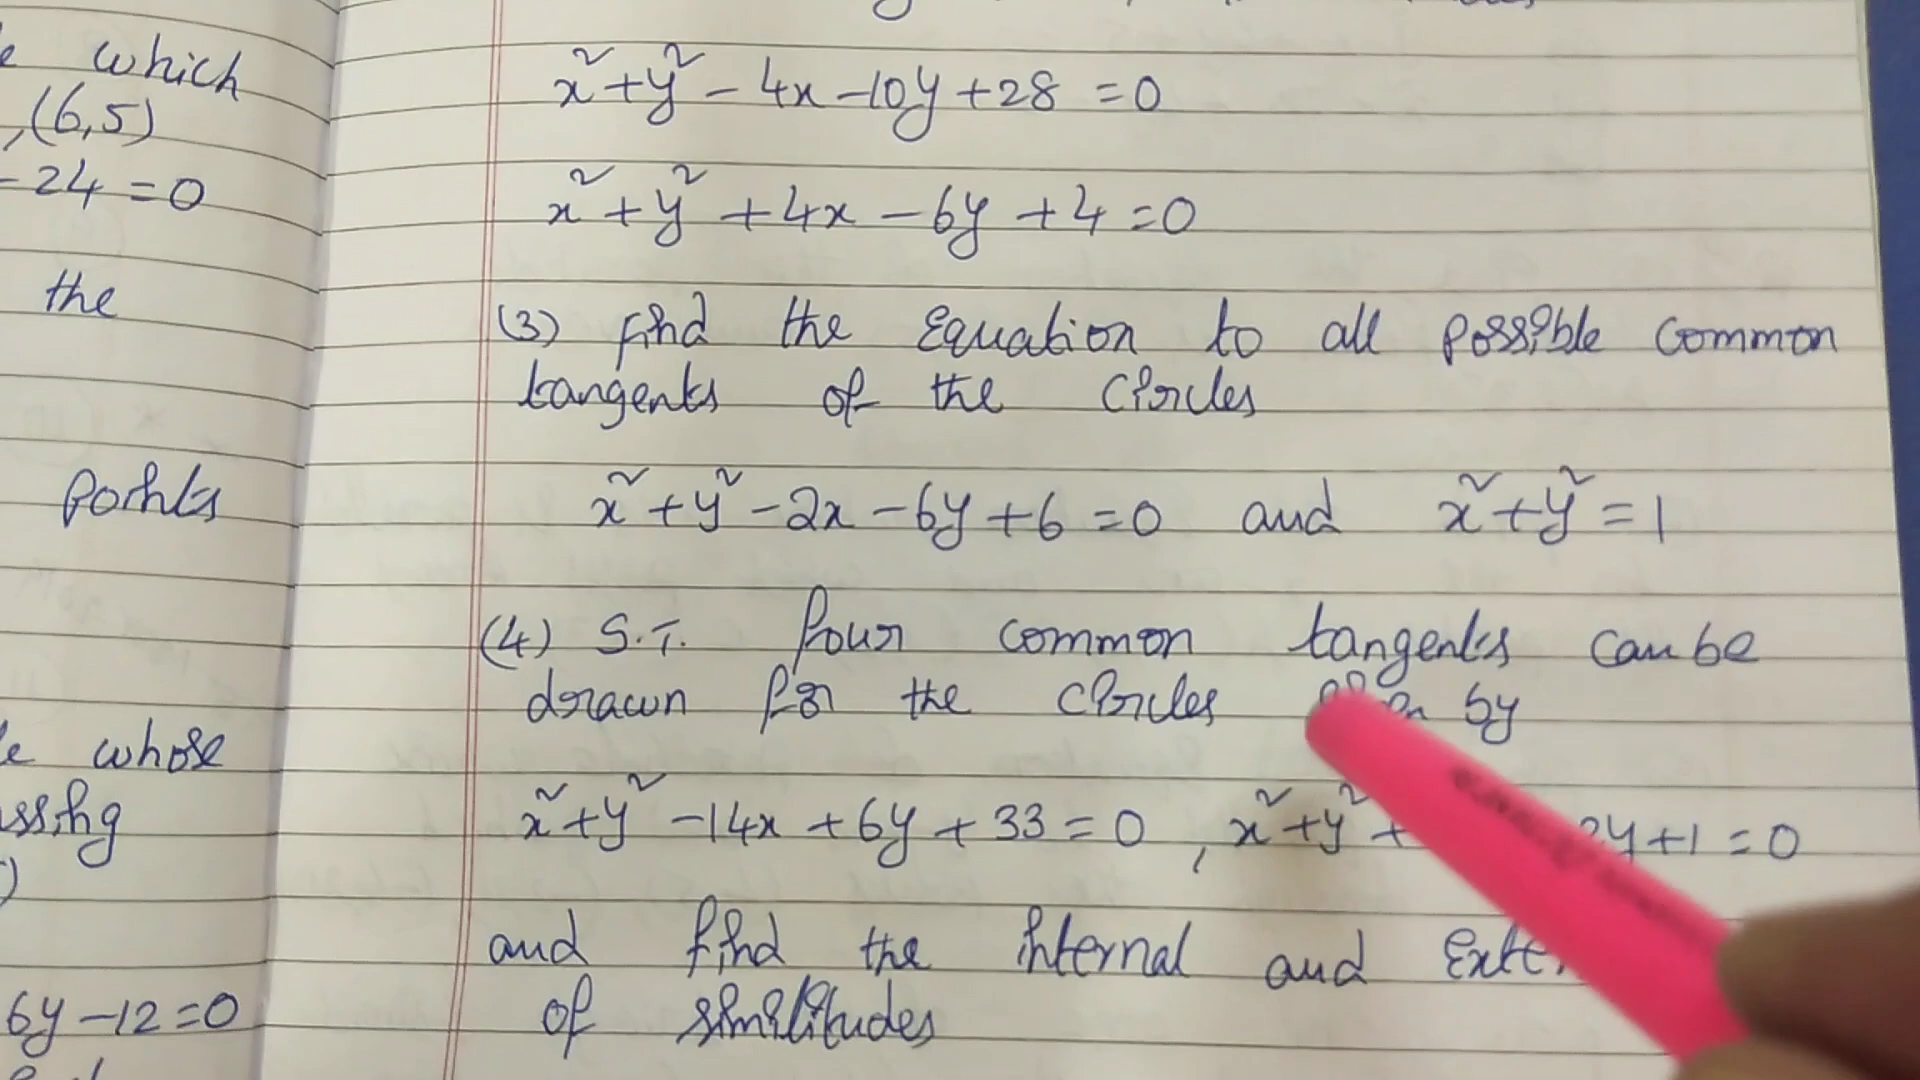 which
(6,5)
-24=0
the
points
whose
6y-12=0
x²+y²-4x-10y+28=0
x²+y²+4x-6y+4=0
(3) find the Equation to all possible common
tangents of the circles
x²+y²-2x-6y+6=0 and x²+y²=1
(4) S.T. four common tangents can be
drawn for the circles by
x²+y²-14x+6y+33=0, x²+y²+ 2y+1=0
and find the internal and
of similitudes